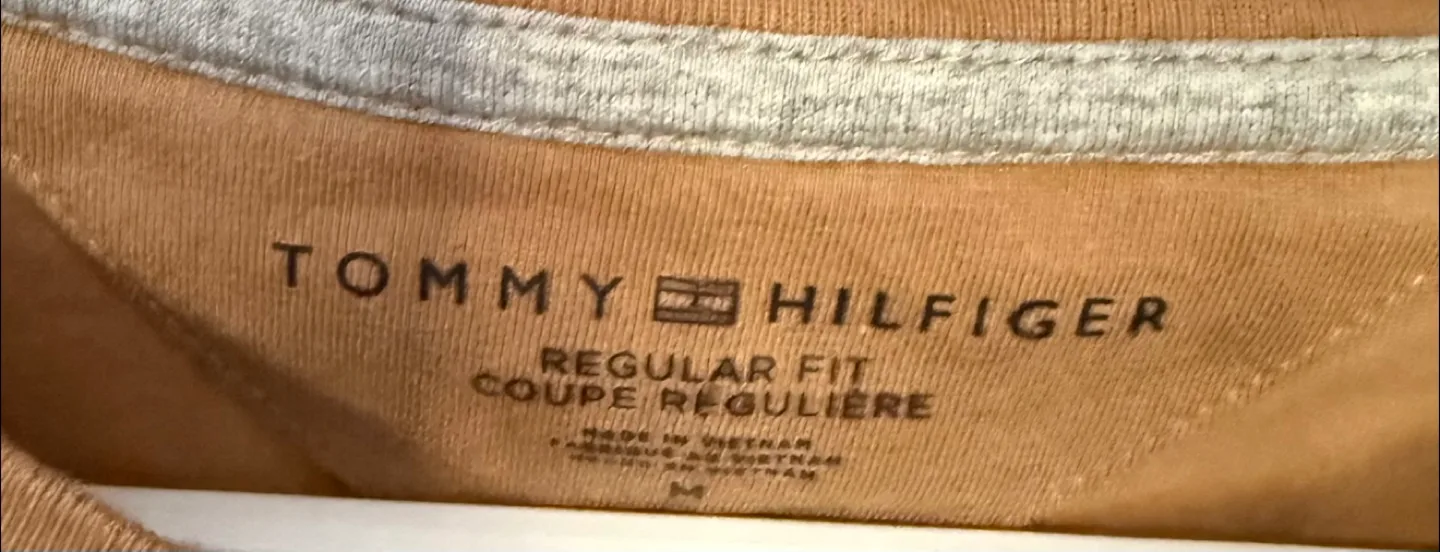 TOMMY HILFIGER
REGULAR FIT
COUPE RÉGULIÈRE
MADE IN VIETNAM
FABRIQUÉ AU VIETNAM
HECHO EN VIETNAM
M